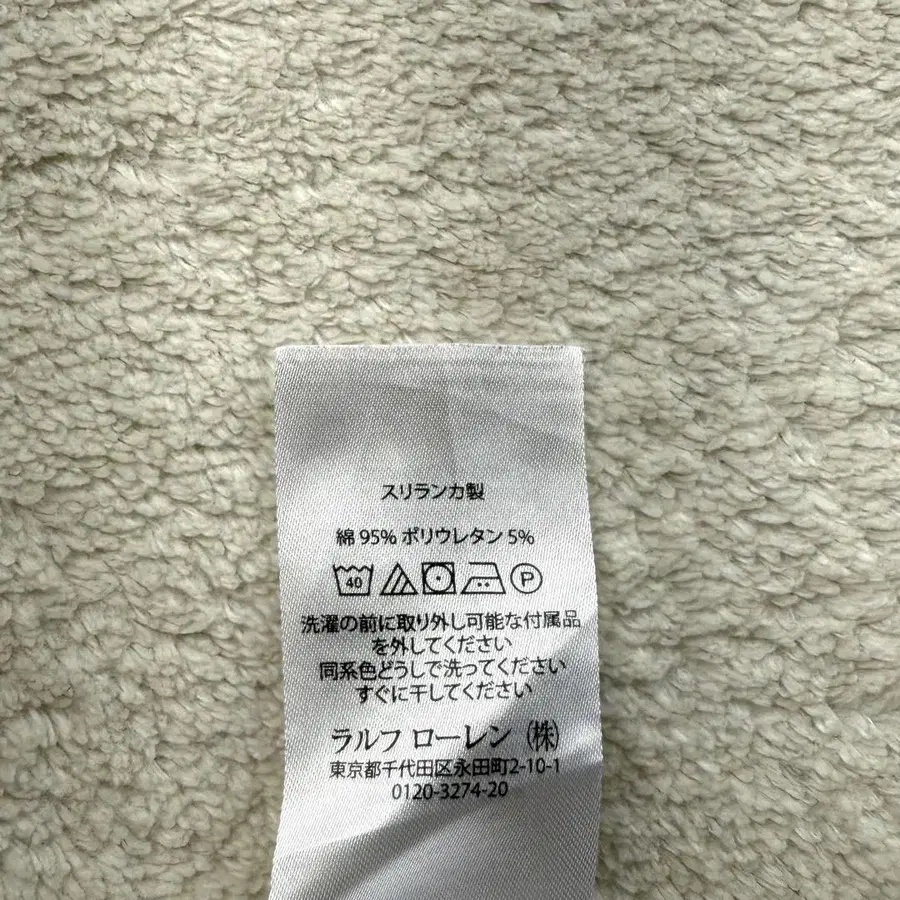 スリランカ製
綿 95% ポリウレタン 5%
40 P
洗濯の前に取り外し可能な付属品
を外してください
同系色どうしで洗ってください
すぐに干してください
ラルフ ローレン (株)
東京都千代田区永田町2-10-1
0120-3274-20